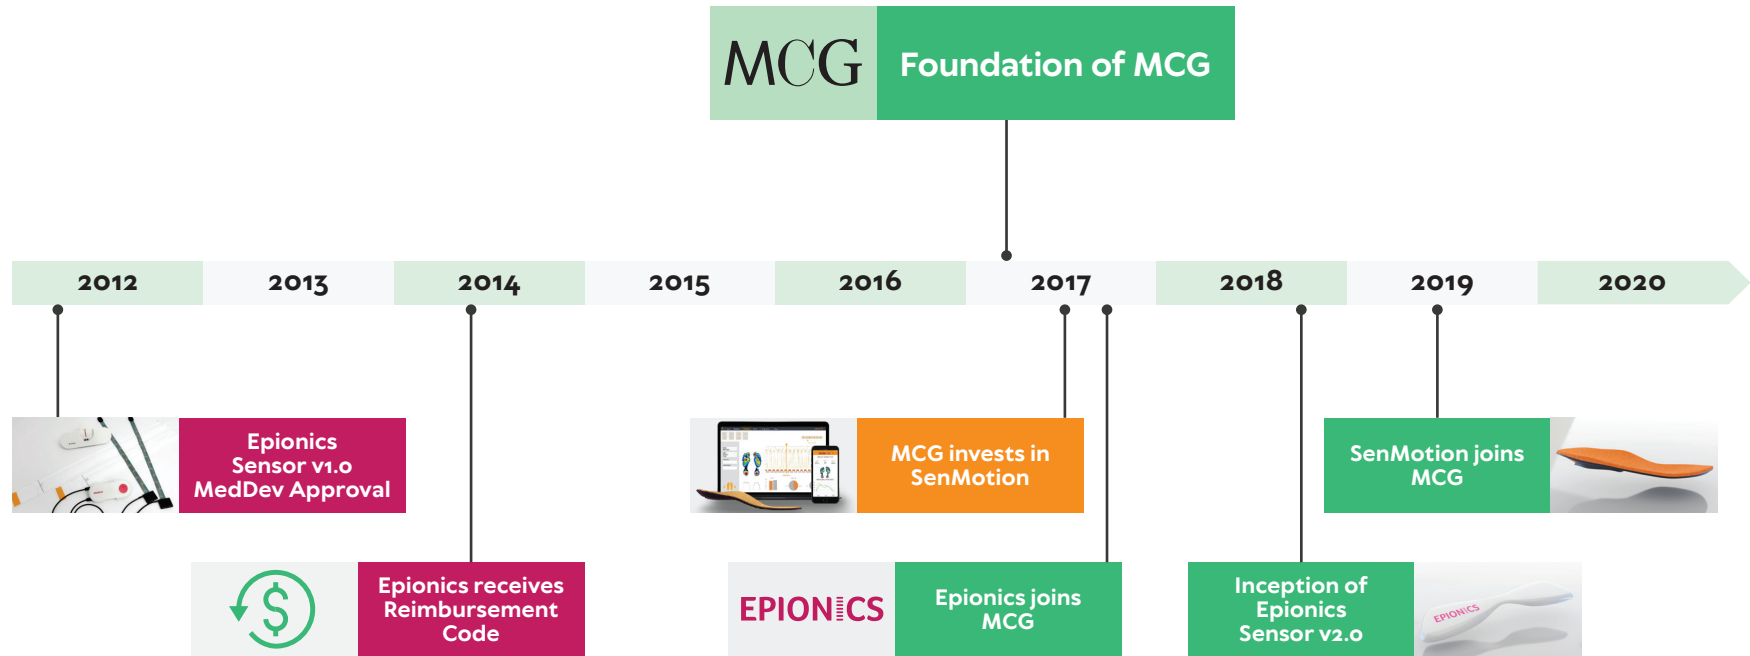 MCG
Foundation of MCG
2012
2013
2014
2015
2016
2017
2018
2019
2020
Epionics
Sensor v1.0
MedDev Approval
MCG invests in
SenMotion
SenMotion joins
MCG
$
Epionics receives
Reimbursement
Code
EPIONICS
Epionics joins
MCG
Inception of
Epionics
Sensor v2.0
EPIONICS